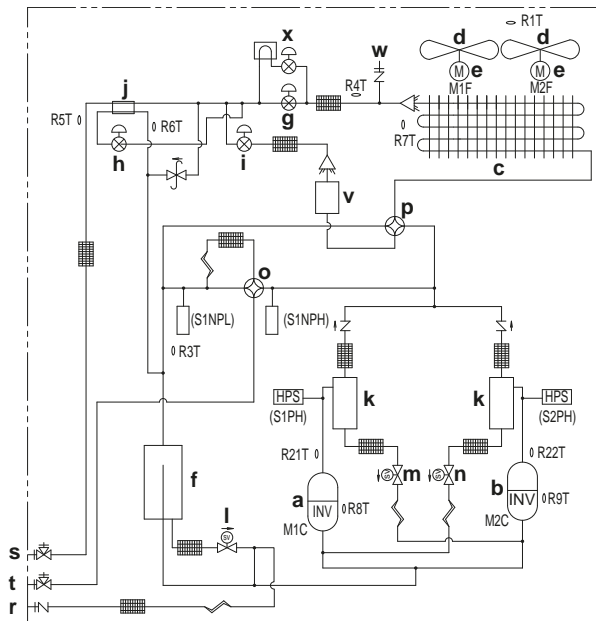 R1T
x
w
d
d
M
e
M
e
M1F
M2F
j
R4T
R5T
R6T
g
R7T
h
i
c
v
p
o
(S1NPL)
(S1NPH)
R3T
HPS
k
k
HPS
(S1PH)
(S2PH)
R21T
R22T
f
m
n
a
b
l
INV
INV
R8T
R9T
SV
M1C
M2C
s
t
r